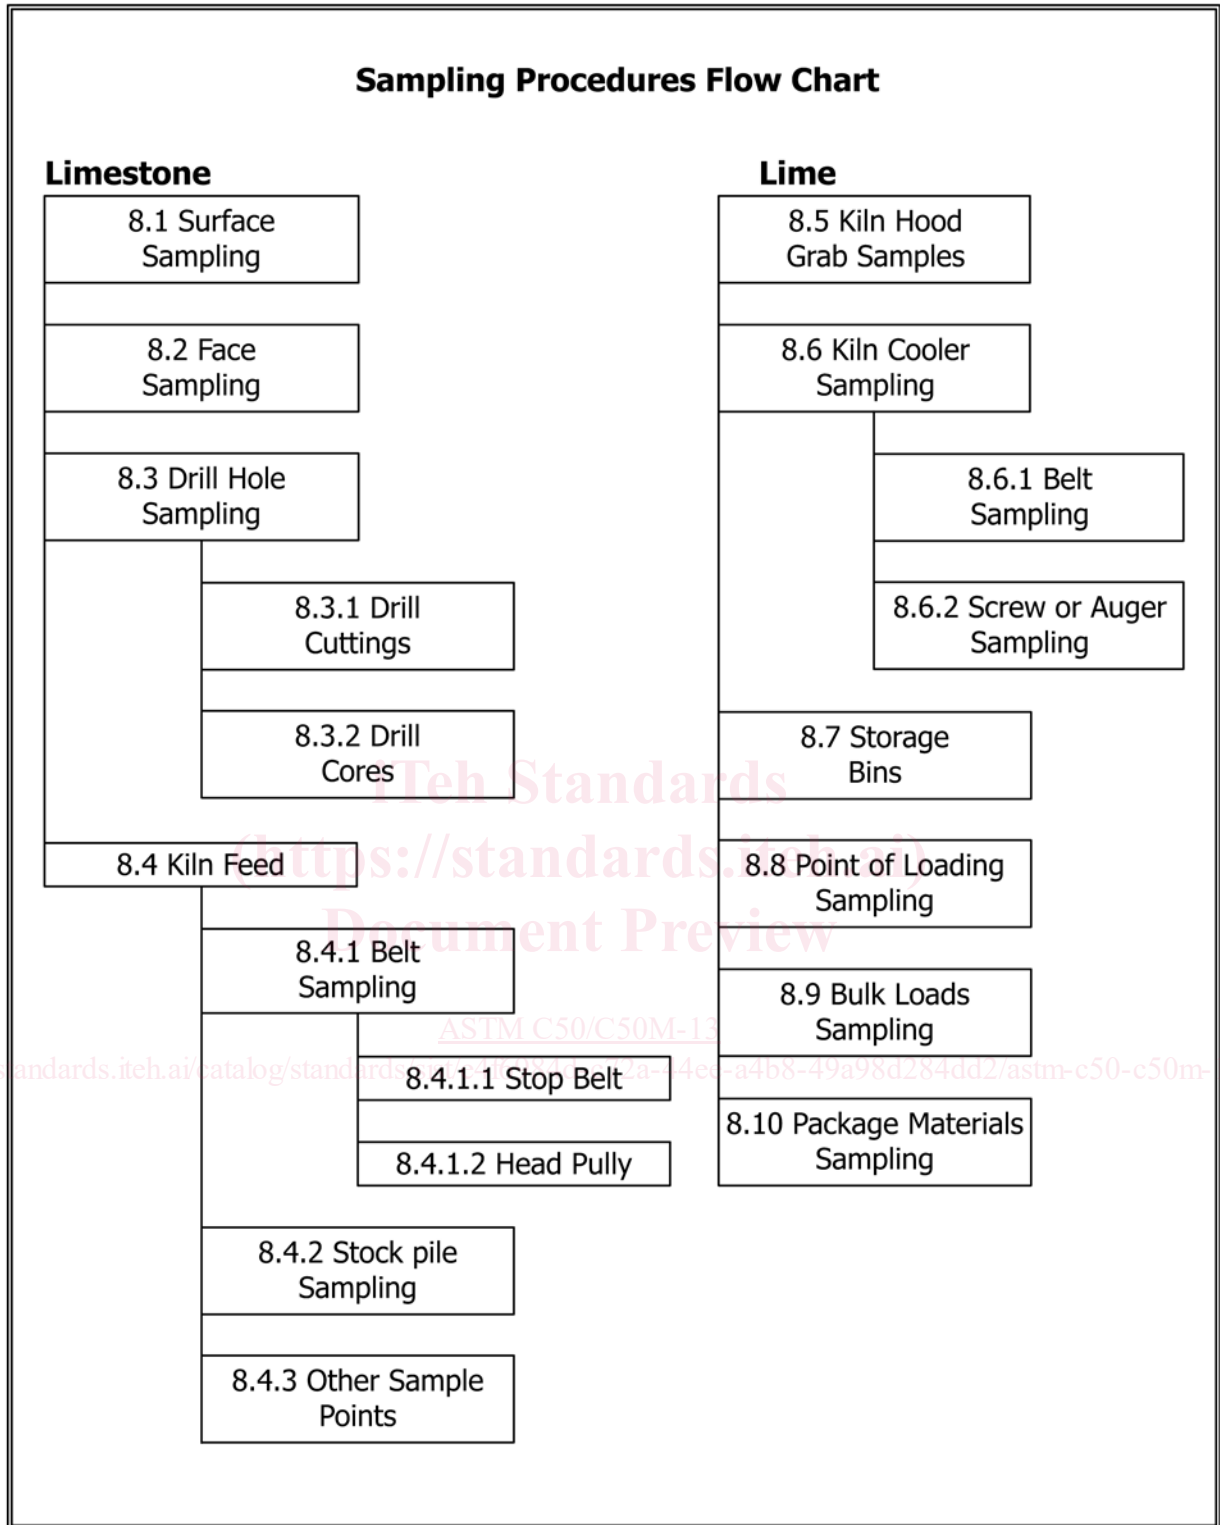 Sampling Procedures Flow Chart
Limestone
8.1 Surface
Sampling
8.2 Face
Sampling
8.3 Drill Hole
Sampling
8.3.1 Drill
Cuttings
8.3.2 Drill
Cores
8.4 Kiln Feed
8.4.1 Belt
Sampling
8.4.1.1 Stop Belt
8.4.1.2 Head Pully
8.4.2 Stock pile
Sampling
8.4.3 Other Sample
Points
Lime
8.5 Kiln Hood
Grab Samples
8.6 Kiln Cooler
Sampling
8.6.1 Belt
Sampling
8.6.2 Screw or Auger
Sampling
8.7 Storage
Bins
8.8 Point of Loading
Sampling
8.9 Bulk Loads
Sampling
8.10 Package Materials
Sampling
iTeh Standards
(https://standards.iteh.ai)
Document Preview
ASTM C50/C50M-13